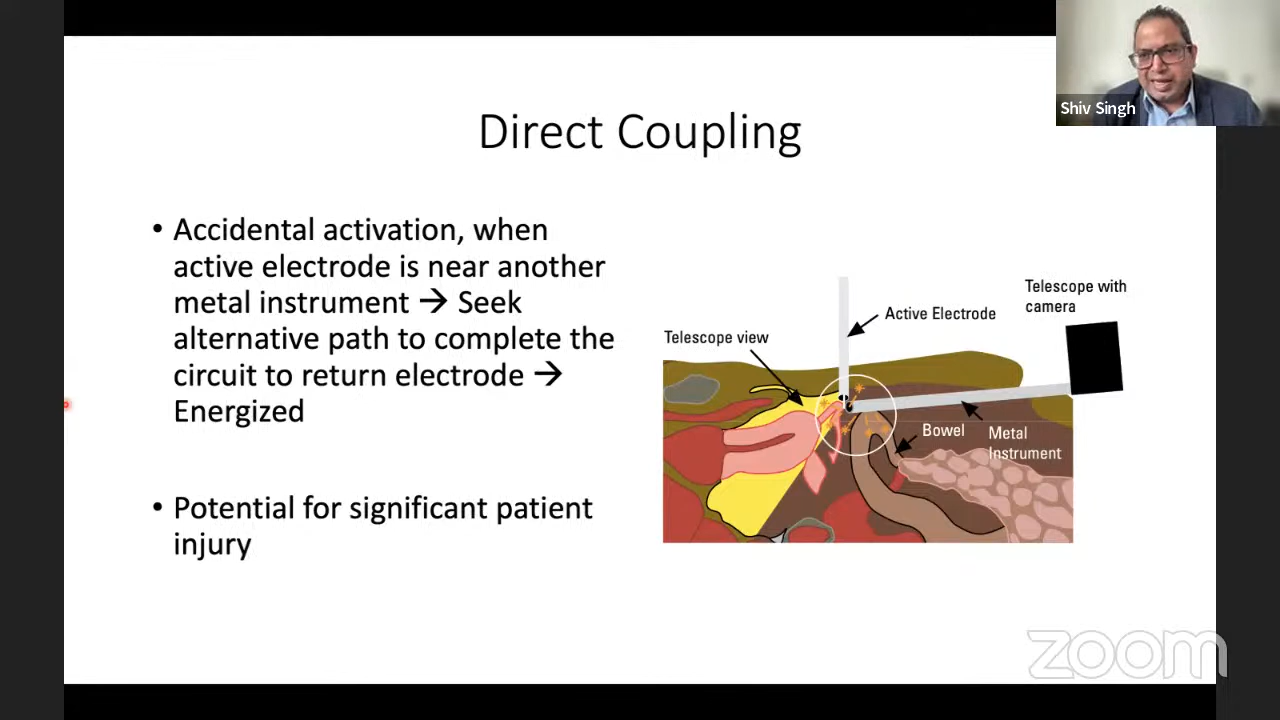 Shiv Singh
Direct Coupling
• Accidental activation, when
active electrode is near another
metal instrument → Seek
alternative path to complete the
circuit to return electrode →
Energized
• Potential for significant patient
injury
Telescope with
camera
Active Electrode
Telescope view
Bowel
Metal
Instrument
zoom